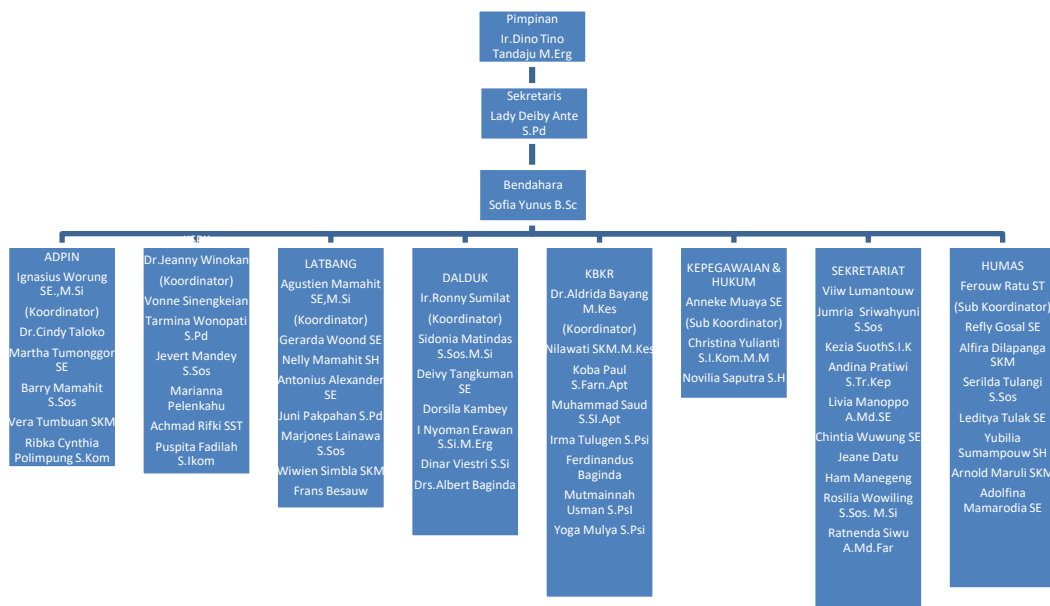 Pimpinan
Ir.Dino Tino
Tandaju M.Erg
Sekretaris
Lady Deiby Ante
S.Pd
Bendahara
Sofia Yunus B.Sc
ADPIN
Ignasius Worung
SE.,M.Si
(Koordinator)
Dr.Cindy Taloko
Martha Tumonggor
SE
Barry Mamahit
S.Sos
Vera Tumbuan SKM
Ribka Cynthia
Polimpung S.Kom
Dr.Jeanny Winokan
(Koordinator)
Vonne Sinengkeian
Tarmina Wonopati
S.Pd
Jevert Mandey
S.Sos
Marianna
Pelenkahu
Achmad Rifki SST
Puspita Fadilah
S.Ikom
LATBANG
Agustien Mamahit
SE,M.Si
(Koordinator)
Gerarda Woond SE
Nelly Mamahit SH
Antonius Alexander
SE
Juni Pakpahan S.Pd
Marjones Lainawa
S.Sos
Wiwien Simbla SKM
Frans Besauw
DALDUK
Ir.Ronny Sumilat
(Koordinator)
Sidonia Matindas
S.Sos.M.Si
Deivy Tangkuman
SE
Dorsila Kambey
I Nyoman Erawan
S.Si.M.Erg
Dinar Viestri S.Si
Drs.Albert Baginda
KBKR
Dr.Aldrida Bayang
M.Kes
(Koordinator)
Nilawati SKM.M.Kes
Koba Paul
S.Farn.Apt
Muhammad Saud
S.SI.Apt
Irma Tulugen S.Psi
Ferdinandus
Baginda
Mutmainnah
Usman S.PsI
Yoga Mulya S.Psi
KEPEGAWAIAN &
HUKUM
Anneke Muaya SE
(Sub Koordinator)
Christina Yulianti
S.I.Kom.M.M
Novilia Saputra S.H
SEKRETARIAT
Viiw Lumantouw
Jumria  Sriwahyuni
S.Sos
Kezia SuothS.I.K
Andina Pratiwi
S.Tr.Kep
Livia Manoppo
A.Md.SE
Chintia Wuwung SE
Jeane Datu
Ham Manegeng
Rosilia Wowiling
S.Sos. M.Si
Ratnenda Siwu
A.Md.Far
HUMAS
Ferouw Ratu ST
(Sub Koordinator)
Refly Gosal SE
Alfira Dilapanga
SKM
Serilda Tulangi
S.Sos
Leditya Tulak SE
Yubilia
Sumampouw SH
Arnold Maruli SKM
Adolfina
Mamarodia SE